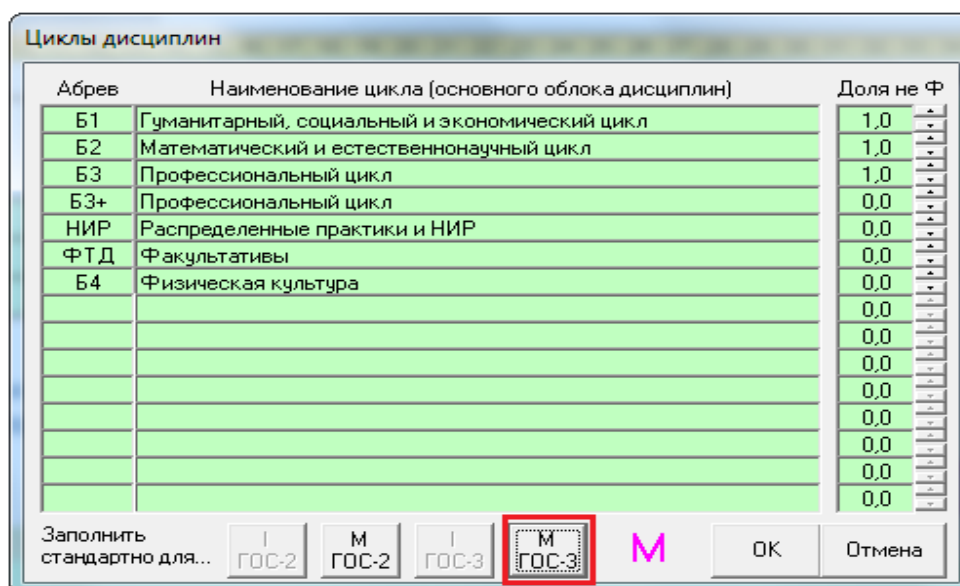 Циклы дисциплин
Абрев Наименование цикла (основного облока дисциплин) Доля не Ф
Б1 Гуманитарный, социальный и экономический цикл 1,0
Б2 Математический и естественнонаучный цикл 1,0
Б3 Профессиональный цикл 1,0
Б3+ Профессиональный цикл 0,0
НИР Распределенные практики и НИР 0,0
ФТД Факультативы 0,0
Б4 Физическая культура 0,0
0,0
0,0
0,0
0,0
0,0
0,0
0,0
0,0
Заполнить
стандартно для...
I
ГОС-2
М
ГОС-2
I
ГОС-3
М
ГОС-3
М
ОК
Отмена